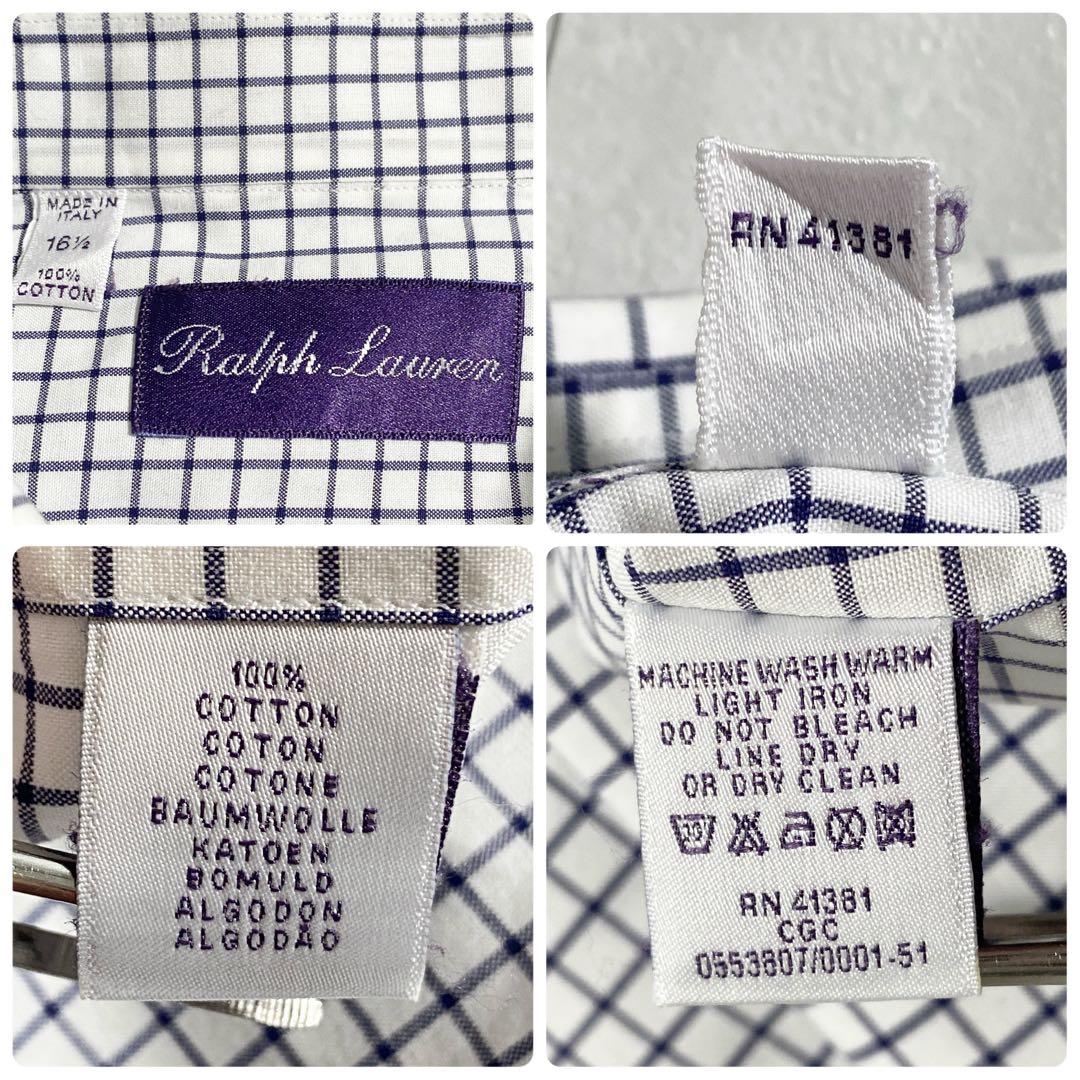 MADE IN
ITALY
16½
100%
COTTON
Ralph Lauren
RN 41381
100%
COTTON
COTON
COTONE
BAUMWOLLE
KATOEN
BOMULD
ALGODON
ALGODÃO
MACHINE WASH WARM
LIGHT IRON
DO NOT BLEACH
LINE DRY
OR DRY CLEAN
30
RN 41381
CGC
0553807/0001-51